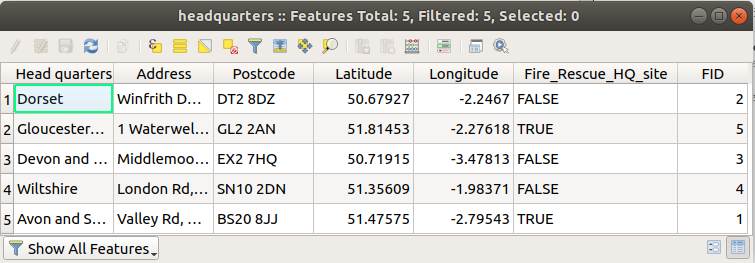 headquarters :: Features Total: 5, Filtered: 5, Selected: 0
Head quarters Address Postcode Latitude Longitude Fire_Rescue_HQ_site FID
1 Dorset Winfrith D... DT2 8DZ 50.67927 -2.2467 FALSE 2
2 Gloucester... 1 Waterwel... GL2 2AN 51.81453 -2.27618 TRUE 5
3 Devon and ... Middlemoo... EX2 7HQ 50.71915 -3.47813 FALSE 3
4 Wiltshire London Rd,... SN10 2DN 51.35609 -1.98371 FALSE 4
5 Avon and S... Valley Rd, ... BS20 8JJ 51.47575 -2.79543 TRUE 1
Show All Features